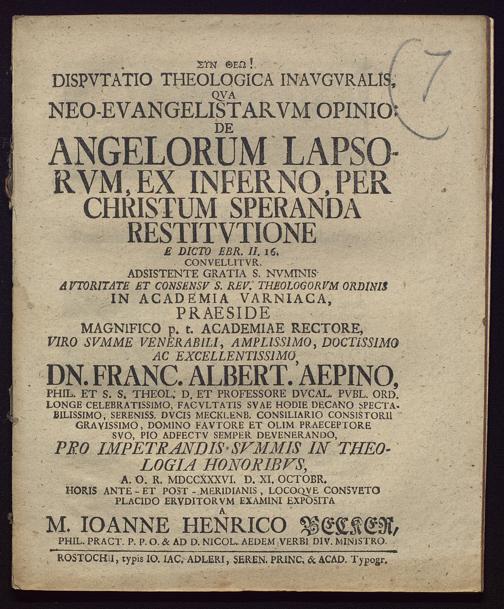 ΣΥΝ ΘΕΩ!
7
DISPVTATIO THEOLOGICA INAVGVRALIS,
QVA
NEO-EVANGELISTARVM OPINIO:
DE
ANGELORUM LAPSO-
RVM, EX INFERNO, PER
CHRISTUM SPERANDA
RESTITVTIONE
E DICTO EBR. II. 16.
CONVELLITVR.
ADSISTENTE GRATIA S. NVMINIS
AVTORITATE ET CONSENSV S. REV. THEOLOGORVM ORDINIS
IN ACADEMIA VARNIACA,
PRAESIDE
MAGNIFICO p. t. ACADEMIAE RECTORE,
VIRO SVMME VENERABILI, AMPLISSIMO, DOCTISSIMO
AC EXCELLENTISSIMO,
DN. FRANC. ALBERT. AEPINO,
PHIL. ET S. S. THEOL. D. ET PROFESSORE DVCAL. PVBL. ORD.
LONGE CELEBRATISSIMO, FACVLTATIS SVAE HODIE DECANO SPECTA-
BILISSIMO, SERENISS. DVCIS MECKLENB. CONSILIARIO CONSISTORII
GRAVISSIMO, DOMINO FAVTORE ET OLIM PRAECEPTORE
SVO, PIO ADFECTV SEMPER DEVENERANDO,
PRO IMPETRANDIS SVMMIS IN THEO-
LOGIA HONORIBVS,
A. O. R. MDCCXXXVI. D. XI. OCTOBR.
HORIS ANTE- ET POST-MERIDIANIS, LOCOQVE CONSVETO
PLACIDO ERVDITORVM EXAMINI EXPOSITA
A
M. IOANNE HENRICO BECKER,
PHIL. PRACT. P. P. O. & AD D. NICOL. AEDEM VERBI DIV. MINISTRO.
ROSTOCHII, typis IO. IAC. ADLERI, SEREN. PRINC. & ACAD. Typogr.